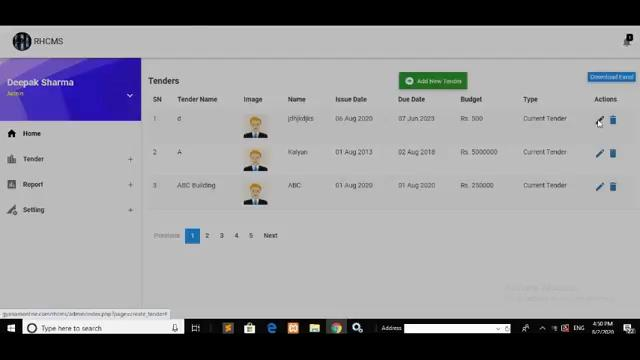 RHCMS
Deepak Sharma
Admin
Home
Tender +
Report +
Setting +
Tenders
Add New Tender
Download Excel
SN Tender Name Image Name Issue Date Due Date Budget Type Actions
1 d jdhjkdjks 06 Aug 2020 07 Jun 2023 Rs. 500 Current Tender
2 A Kalyan 01 Aug 2013 02 Aug 2018 Rs. 5000000 Current Tender
3 ABC Building ABC 01 Aug 2020 01 Aug 2020 Rs. 250000 Current Tender
Previous 1 2 3 4 5 Next
Activate Windows
gyanaonline.com/rhcms/admin/index.php?page=create_tender#
Type here to search
Address
ENG
4:50 PM
8/7/2020